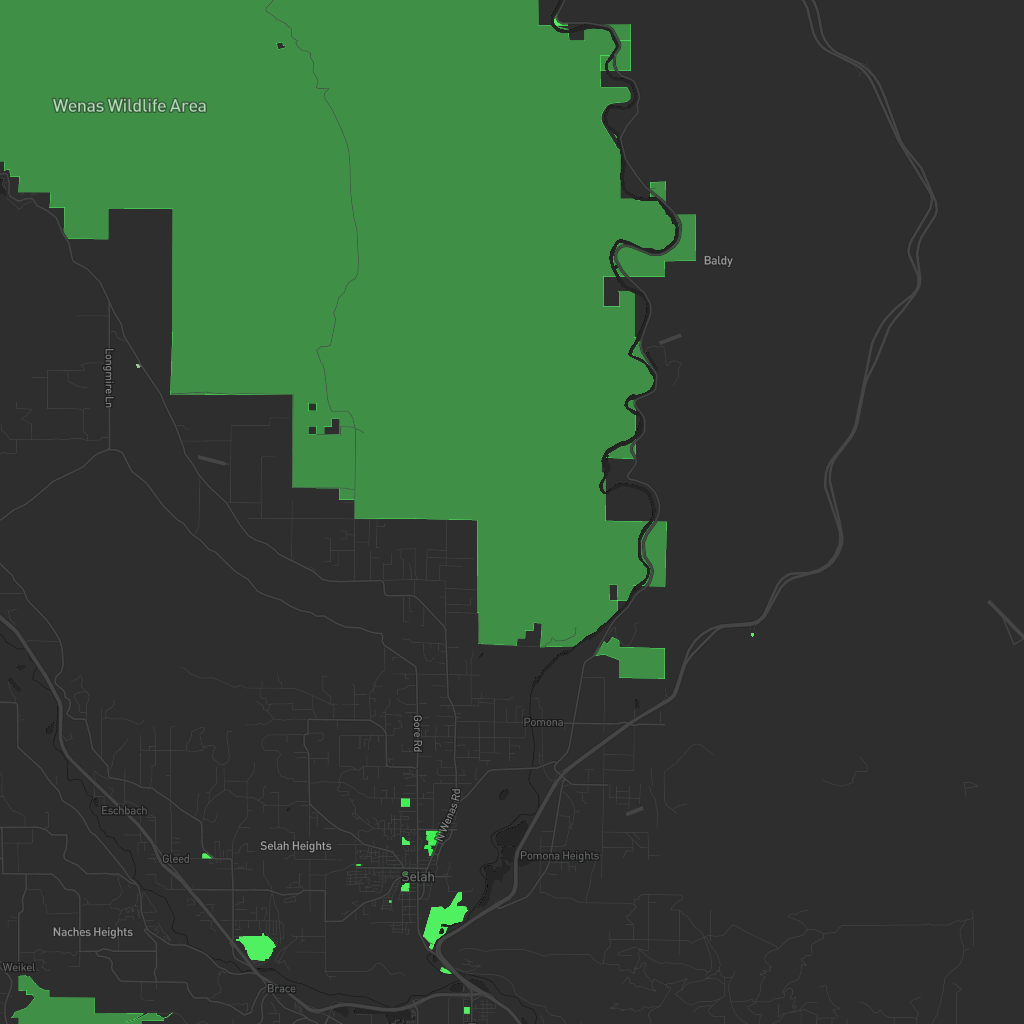 Wenas Wildlife Area
Baldy
Longmire Ln
Gore Rd
Pomona
N Wenas Rd
Eschbach
Selah Heights
Gleed
Pomona Heights
Selah
Naches Heights
Weikel
Brace